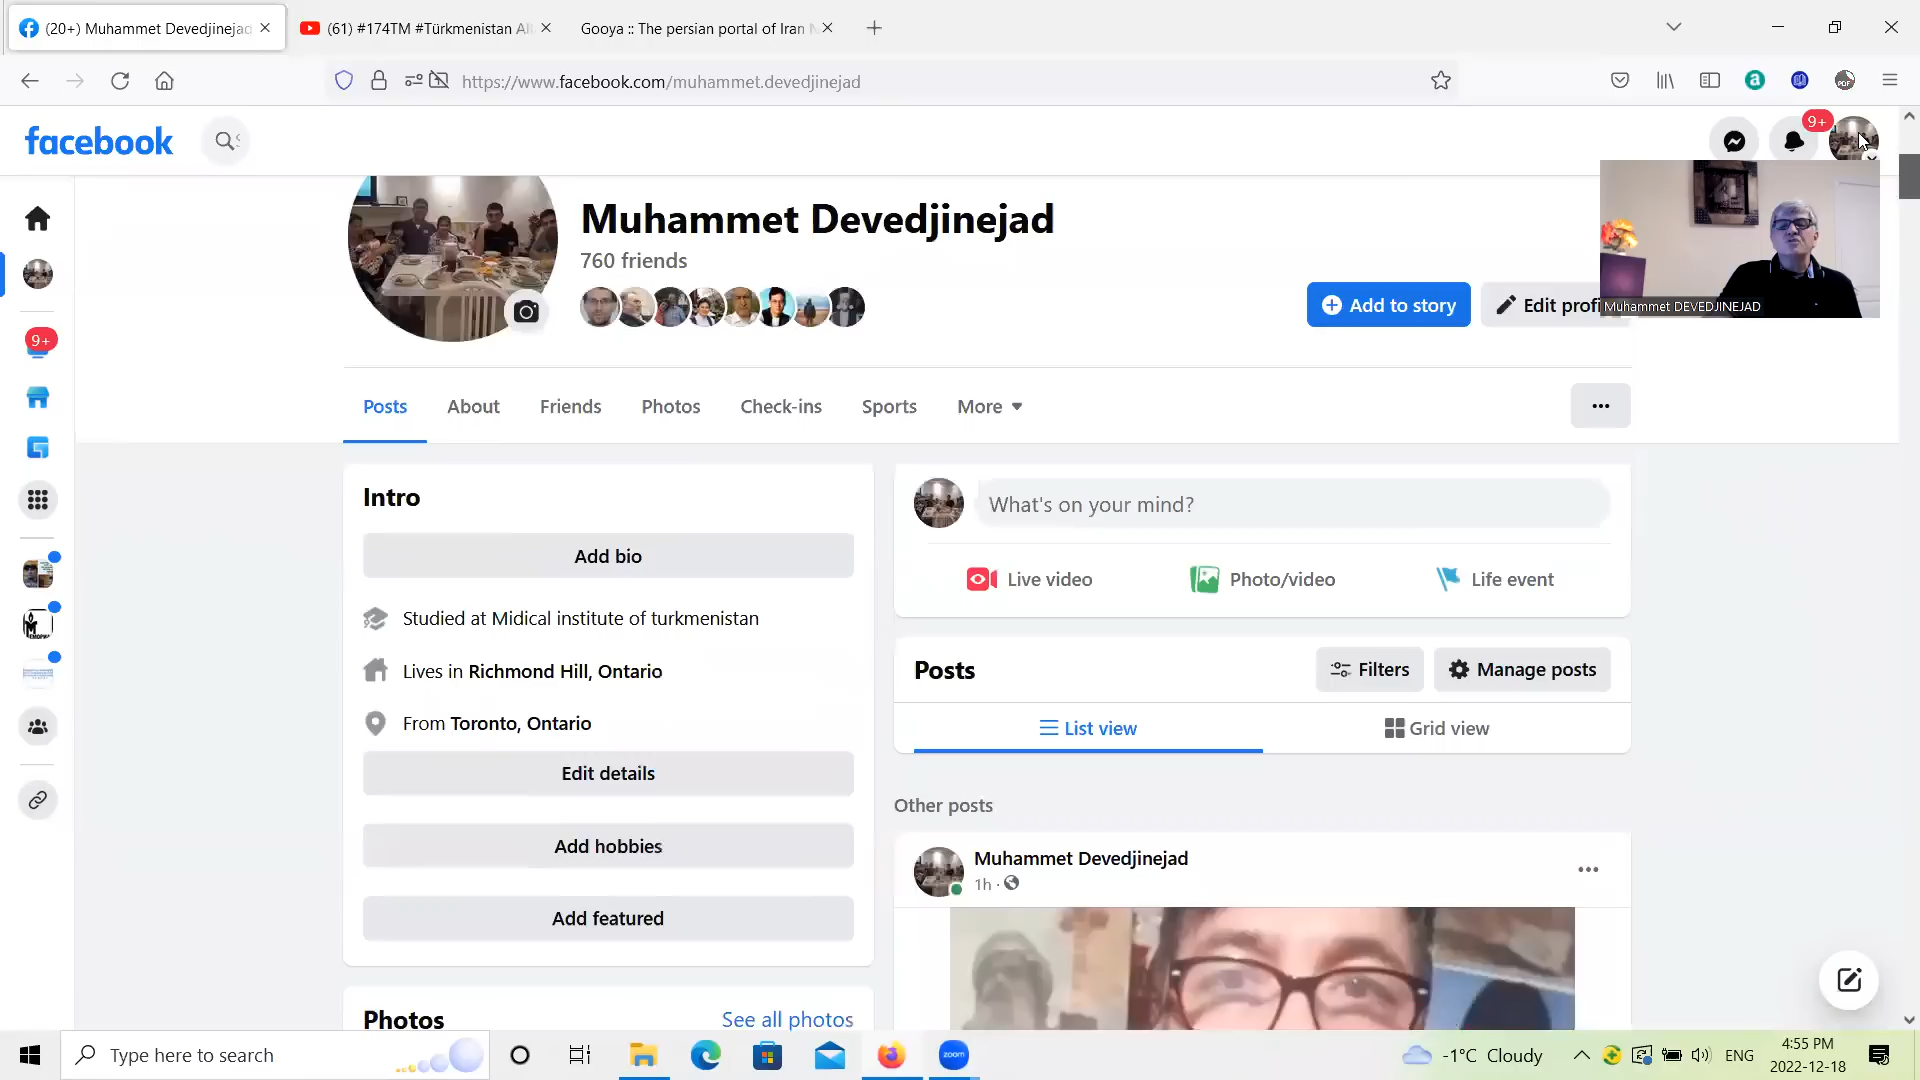 (20+) Muhammet Devedjinejad
(61) #174TM #Türkmenistan All
Gooya :: The persian portal of Iran N
https://www.facebook.com/muhammet.devedjinejad
facebook
9+
Muhammet Devedjinejad
760 friends
Add to story
Edit profi
Muhammet DEVEDJINEJAD
9+
Posts
About
Friends
Photos
Check-ins
Sports
More
Intro
Add bio
Studied at Midical institute of turkmenistan
Lives in Richmond Hill, Ontario
From Toronto, Ontario
Edit details
Add hobbies
Add featured
Photos
See all photos
What's on your mind?
Live video
Photo/video
Life event
Posts
Filters
Manage posts
List view
Grid view
Other posts
Muhammet Devedjinejad
1h ·
Type here to search
zoom
-1°C Cloudy
ENG
4:55 PM
2022-12-18